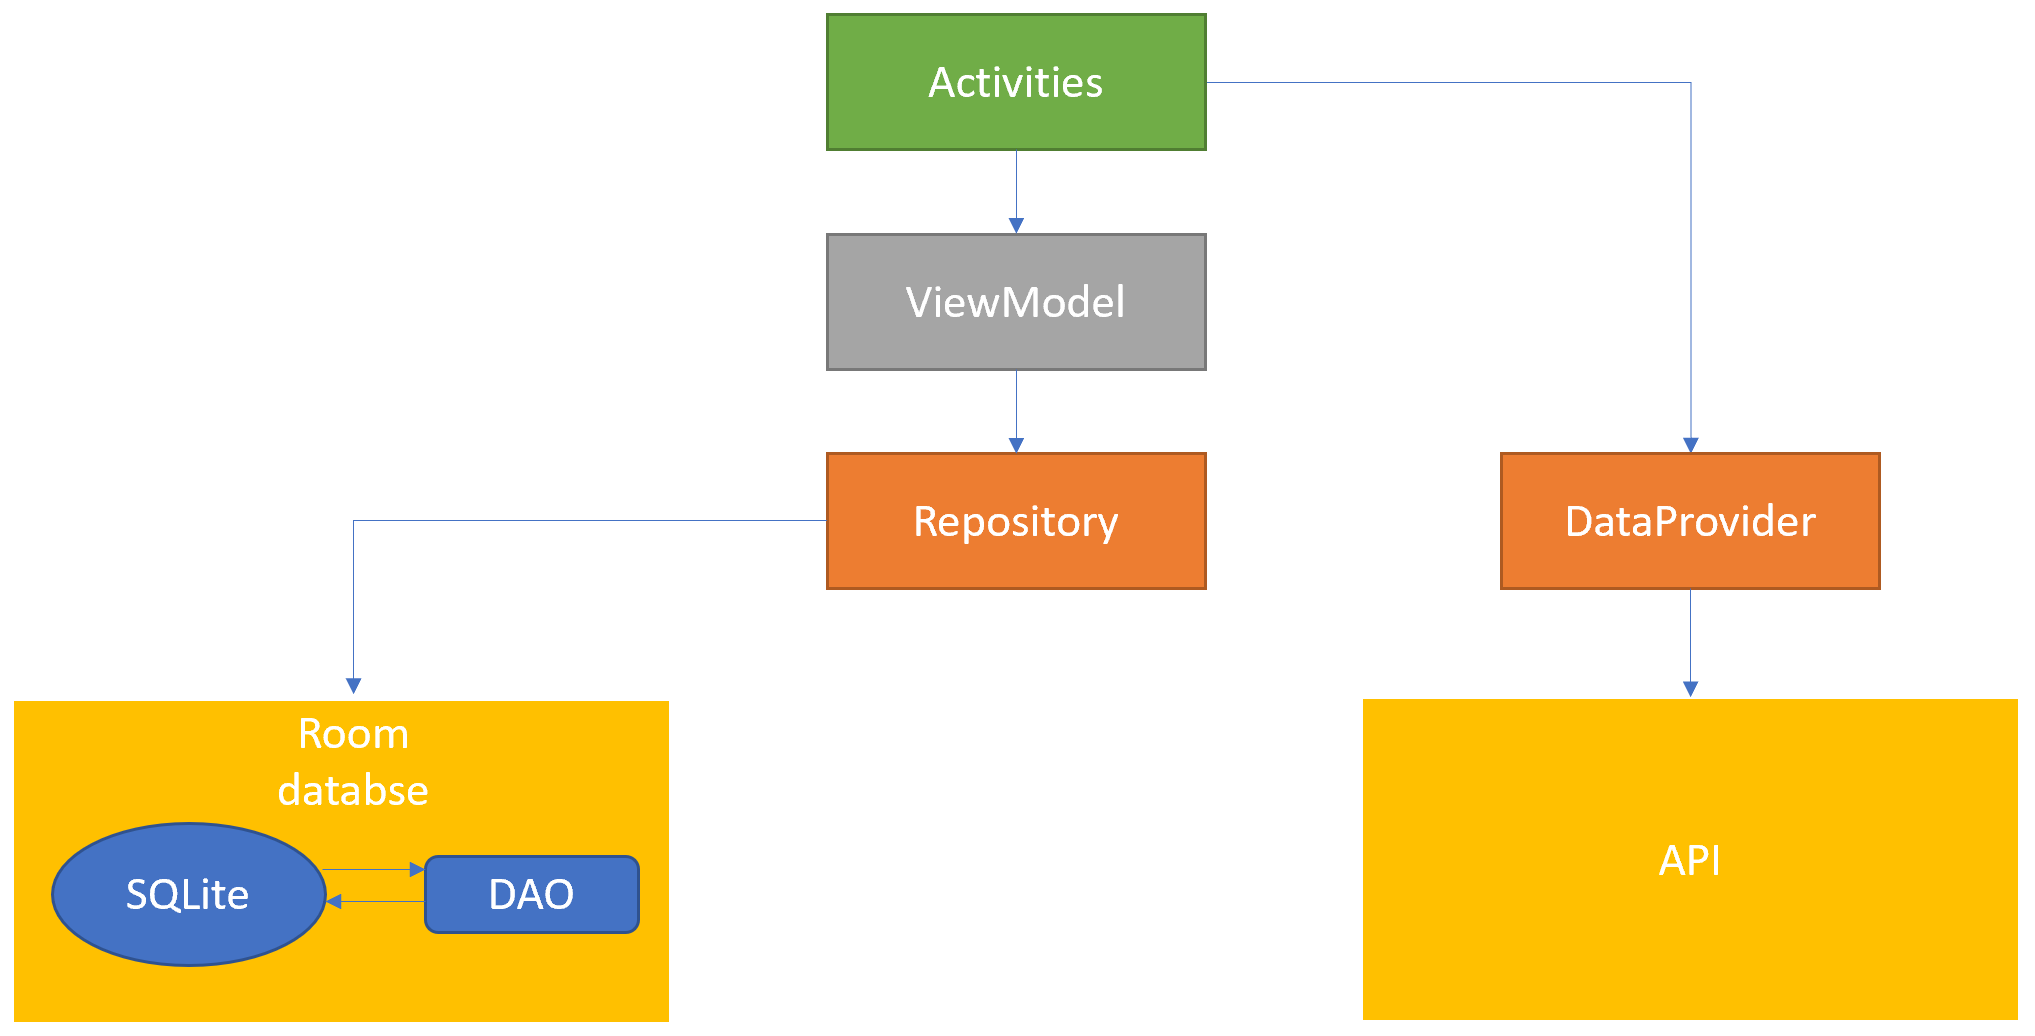 Activities
ViewModel
Repository
DataProvider
Room
databse
SQLite
DAO
API